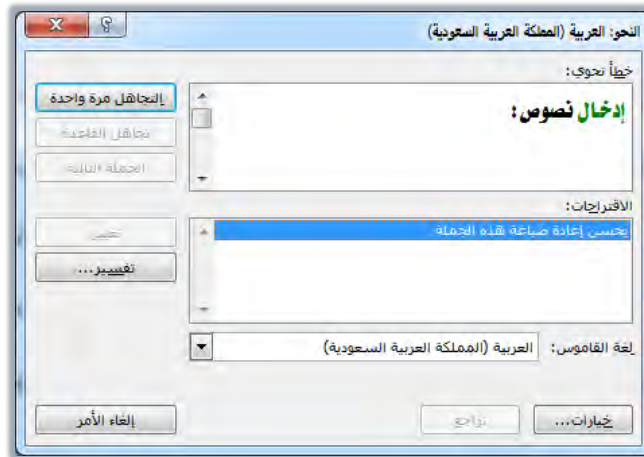 النحو: العربية (المملكة العربية السعودية)
خطأ نحوي:
إدخال نصوص:
التجاهل مرة واحدة
تجاهل القاعدة
الجملة التالية
الاقتراحات:
يحسن إعادة صياغة هذه الجملة
تغيير
تفسير...
لغة القاموس:
العربية (المملكة العربية السعودية)
خيارات...
تراجع
إلغاء الأمر